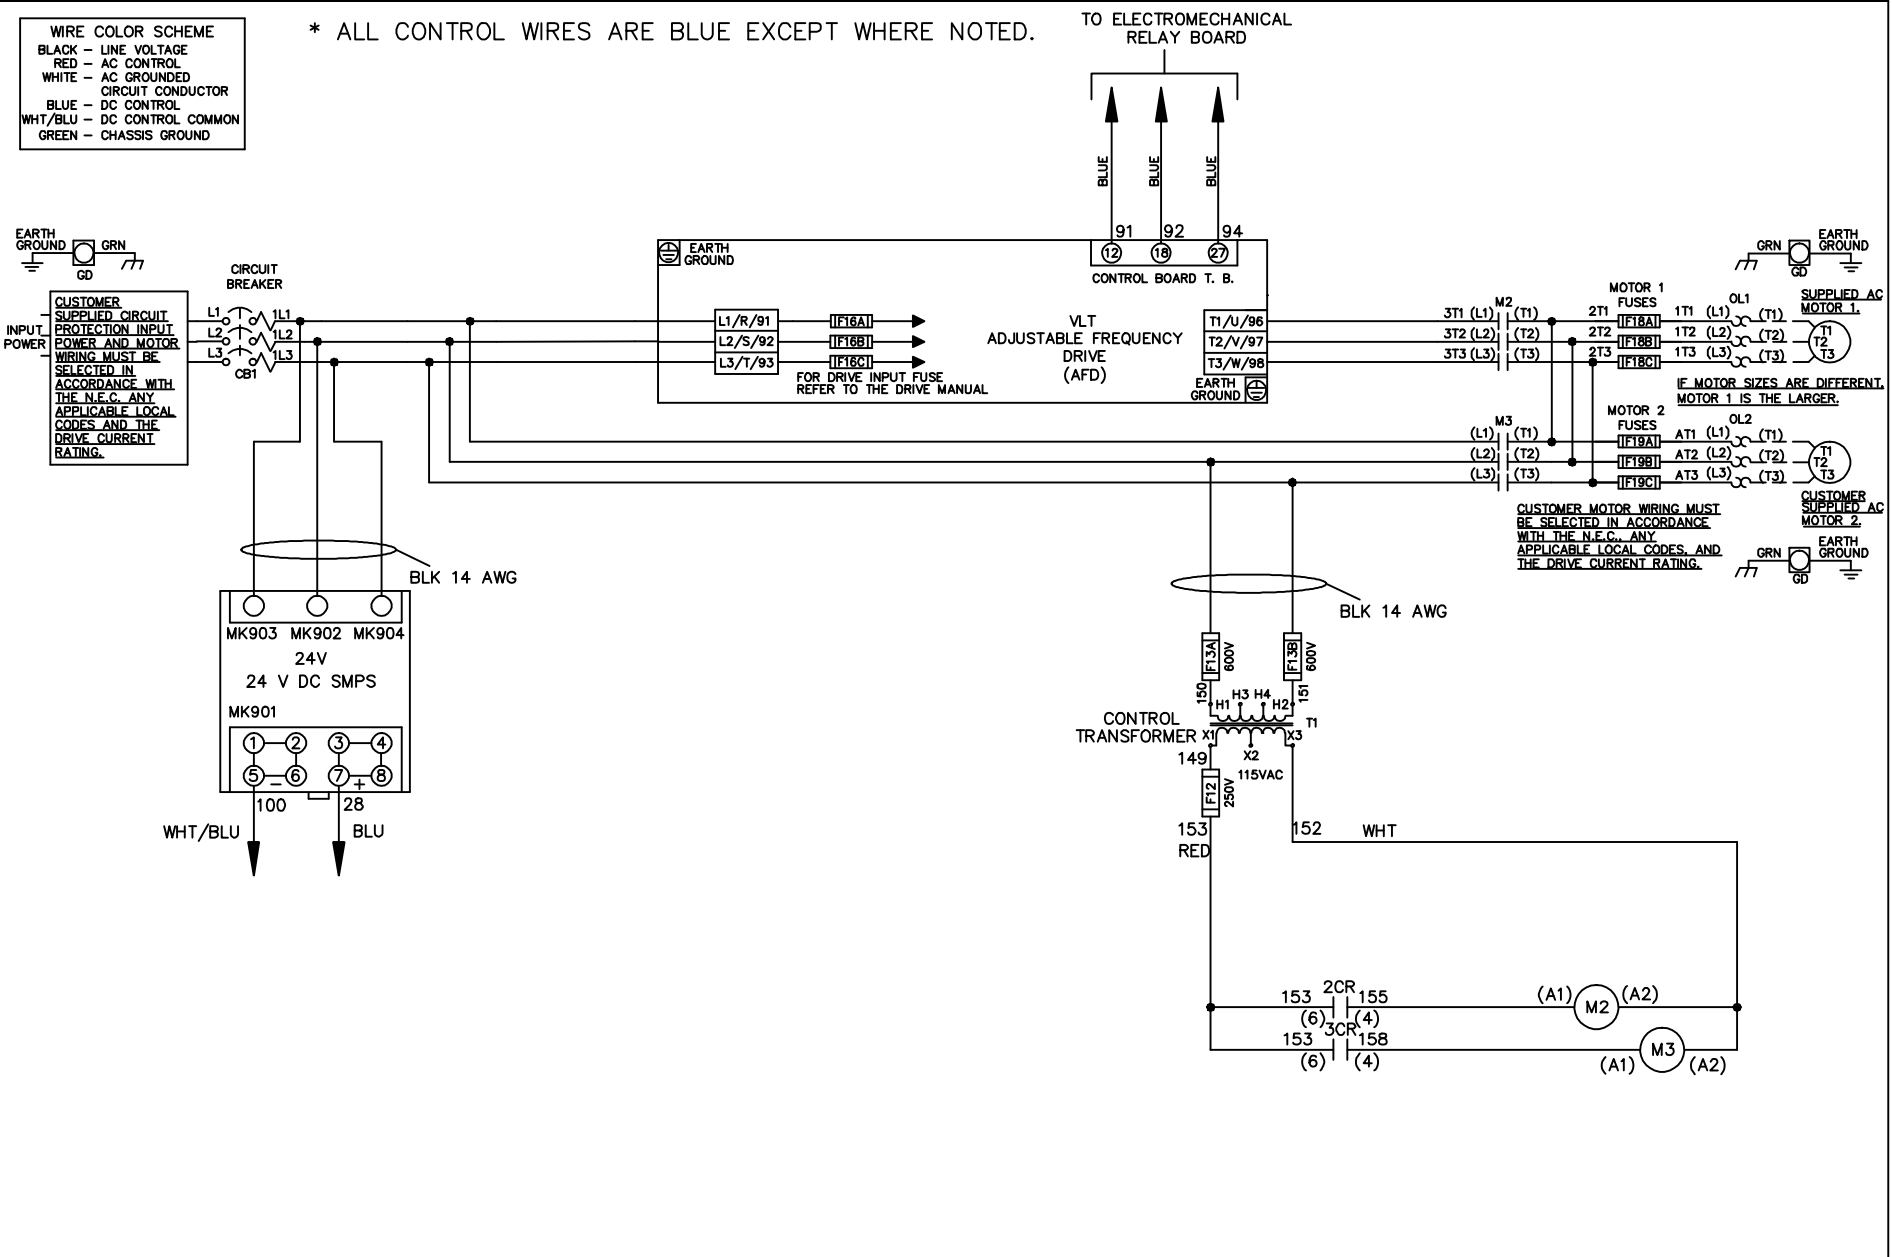 WIRE COLOR SCHEME
BLACK – LINE VOLTAGE
RED – AC CONTROL
WHITE – AC GROUNDED
CIRCUIT CONDUCTOR
BLUE – DC CONTROL
WHT/BLU – DC CONTROL COMMON
GREEN – CHASSIS GROUND
* ALL CONTROL WIRES ARE BLUE EXCEPT WHERE NOTED.
TO ELECTROMECHANICAL
RELAY BOARD
BLUE
BLUE
BLUE
91 92 94
12 18 27
CONTROL BOARD T. B.
EARTH
GROUND
GRN
GD
CIRCUIT
BREAKER
INPUT
POWER
CUSTOMER
SUPPLIED CIRCUIT
PROTECTION INPUT
POWER AND MOTOR
WIRING MUST BE
SELECTED IN
ACCORDANCE WITH
THE N.E.C. ANY
APPLICABLE LOCAL
CODES AND THE
DRIVE CURRENT
RATING.
L1 1L1
L2 1L2
L3 1L3
CB1
EARTH
GROUND
L1/R/91 F16A
L2/S/92 F16B
L3/T/93 F16C
FOR DRIVE INPUT FUSE
REFER TO THE DRIVE MANUAL
VLT
ADJUSTABLE FREQUENCY
DRIVE
(AFD)
T1/U/96
T2/V/97
T3/W/98
EARTH
GROUND
M2
3T1 (L1) (T1)
3T2 (L2) (T2)
3T3 (L3) (T3)
MOTOR 1
FUSES
2T1 F18A 1T1 (L1) (T1)
2T2 F18B 1T2 (L2) (T2)
2T3 F18C 1T3 (L3) (T3)
OL1
GRN
GD
EARTH
GROUND
SUPPLIED AC
MOTOR 1.
T1
T2
T3
IF MOTOR SIZES ARE DIFFERENT,
MOTOR 1 IS THE LARGER.
M3
(L1) (T1)
(L2) (T2)
(L3) (T3)
MOTOR 2
FUSES
F19A AT1 (L1) (T1)
F19B AT2 (L2) (T2)
F19C AT3 (L3) (T3)
OL2
T1
T2
T3
CUSTOMER
SUPPLIED AC
MOTOR 2.
CUSTOMER MOTOR WIRING MUST
BE SELECTED IN ACCORDANCE
WITH THE N.E.C., ANY
APPLICABLE LOCAL CODES, AND
THE DRIVE CURRENT RATING.
GRN
GD
EARTH
GROUND
BLK 14 AWG
MK903 MK902 MK904
24V
24 V DC SMPS
MK901
1 2 3 4
5 – 6 7 + 8
100 28
WHT/BLU BLU
BLK 14 AWG
F13A 600V
F13B 600V
150 151
H1 H3 H4 H2
T1
CONTROL
TRANSFORMER
X1 X2 X3
149
115VAC
F12 250V
153
RED
152 WHT
2CR
153 155
(6) (4)
(A1) M2 (A2)
3CR
153 158
(6) (4)
(A1) M3 (A2)